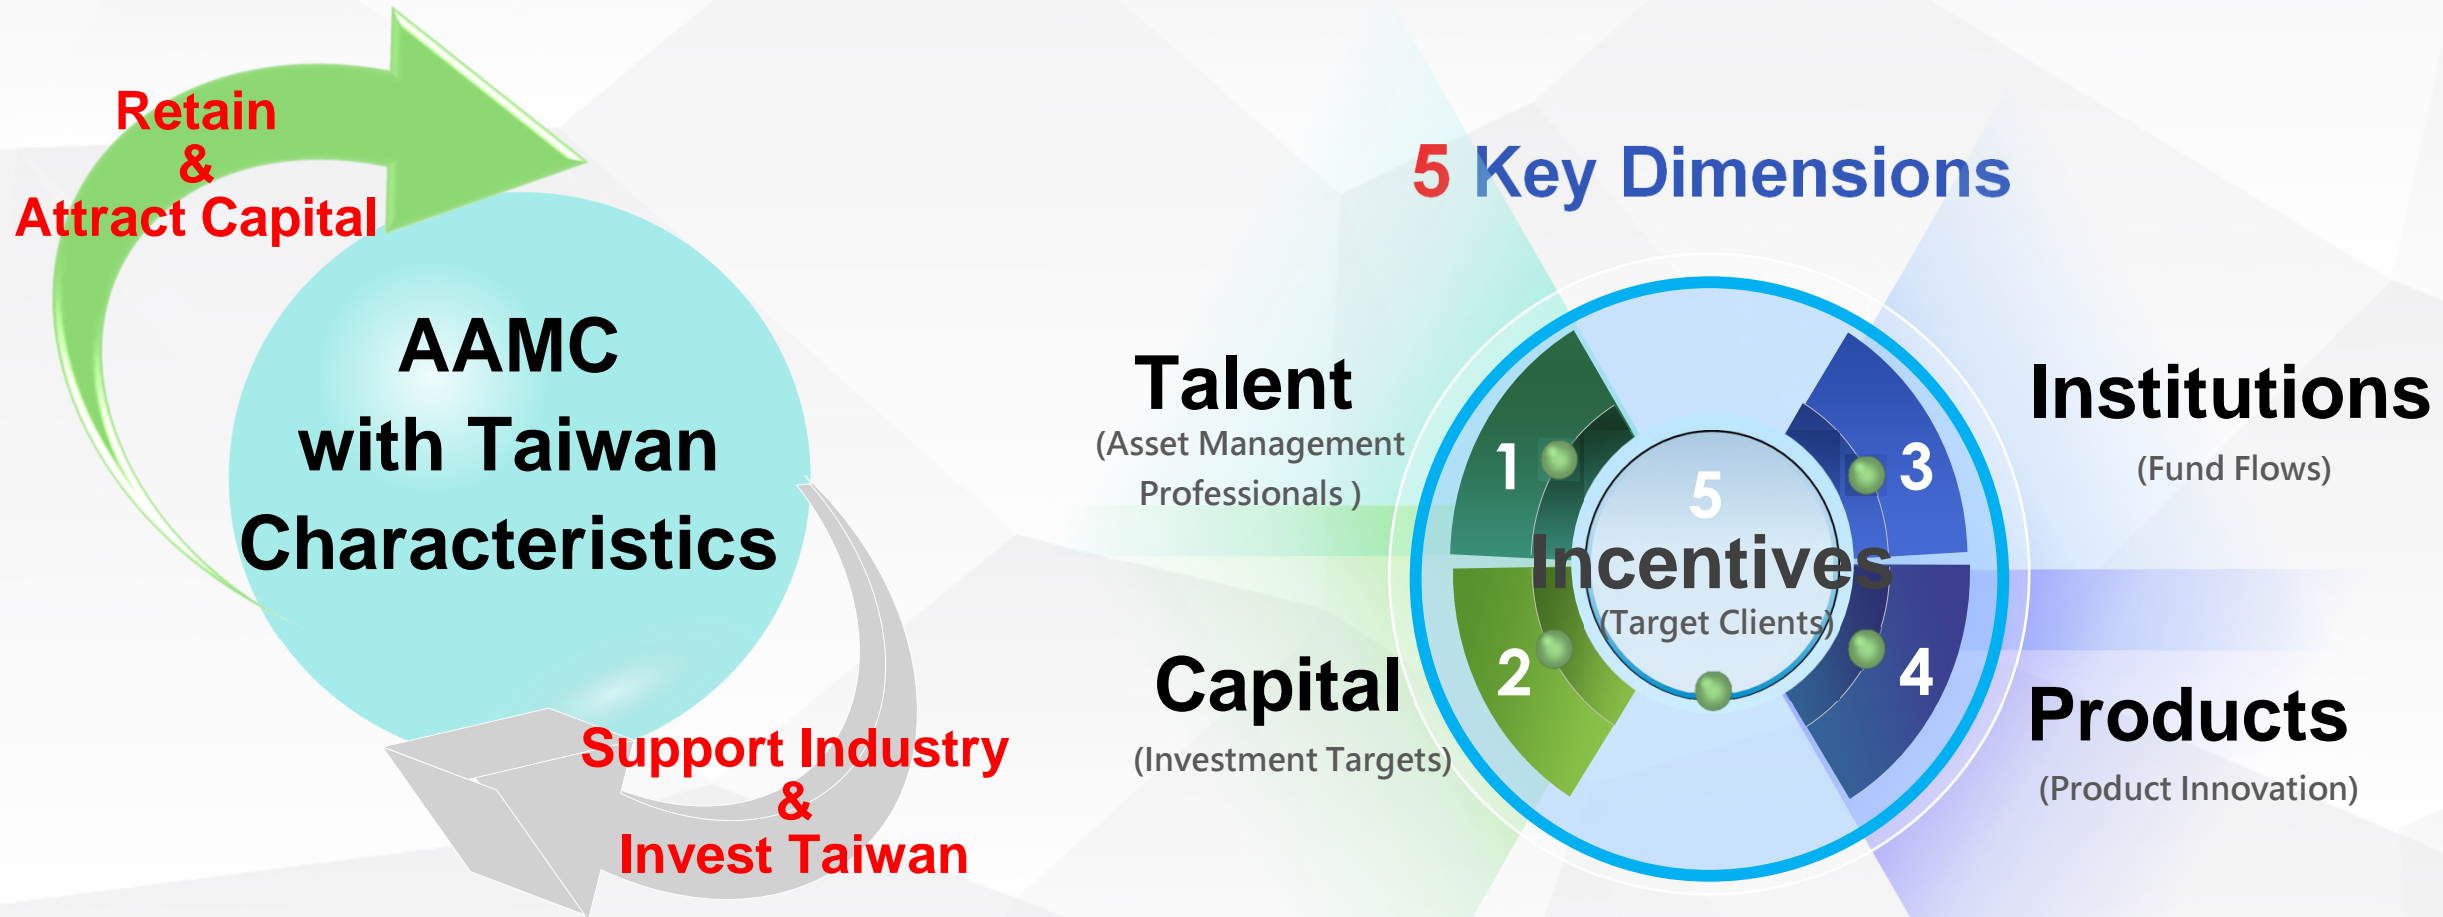 Retain
&
Attract Capital
AAMC
with Taiwan
Characteristics
Support Industry
&
Invest Taiwan
5 Key Dimensions
Talent
(Asset Management
Professionals )
1
Capital
(Investment Targets)
2
3
Institutions
(Fund Flows)
4
Products
(Product Innovation)
5
Incentives
(Target Clients)